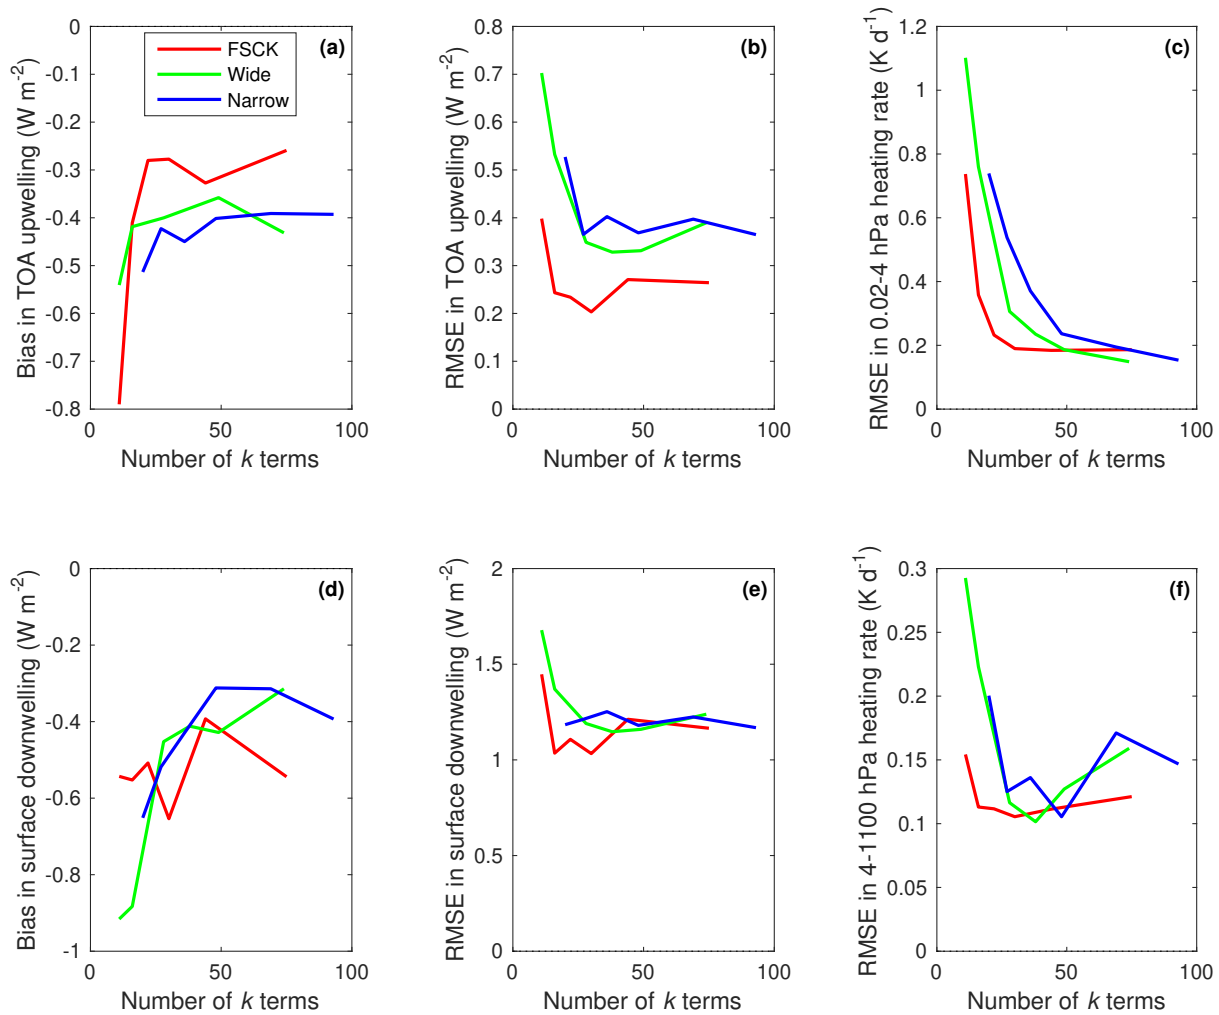 Bias in TOA upwelling (W m-2)
0
-0.1
-0.2
-0.3
-0.4
-0.5
-0.6
-0.7
-0.8
(a)
FSCK
Wide
Narrow
0 50 100
Number of k terms
RMSE in TOA upwelling (W m-2)
0.8
0.7
0.6
0.5
0.4
0.3
0.2
0.1
0
(b)
0 50 100
Number of k terms
RMSE in 0.02-4 hPa heating rate (K d-1)
1.2
1
0.8
0.6
0.4
0.2
0
(c)
0 50 100
Number of k terms
Bias in surface downwelling (W m-2)
0
-0.2
-0.4
-0.6
-0.8
-1
(d)
0 50 100
Number of k terms
RMSE in surface downwelling (W m-2)
2
1.5
1
0.5
0
(e)
0 50 100
Number of k terms
RMSE in 4-1100 hPa heating rate (K d-1)
0.3
0.25
0.2
0.15
0.1
0.05
0
(f)
0 50 100
Number of k terms